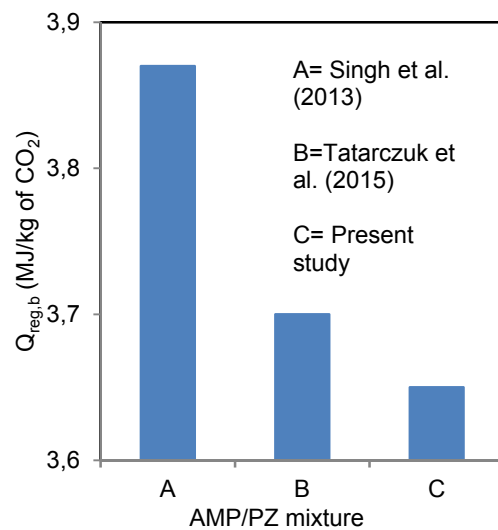 3,9
3,8
3,7
3,6
Q_reg,b (MJ/kg of CO₂)
A= Singh et al.
(2013)
B=Tatarczuk et
al. (2015)
C= Present
study
A B C
AMP/PZ mixture